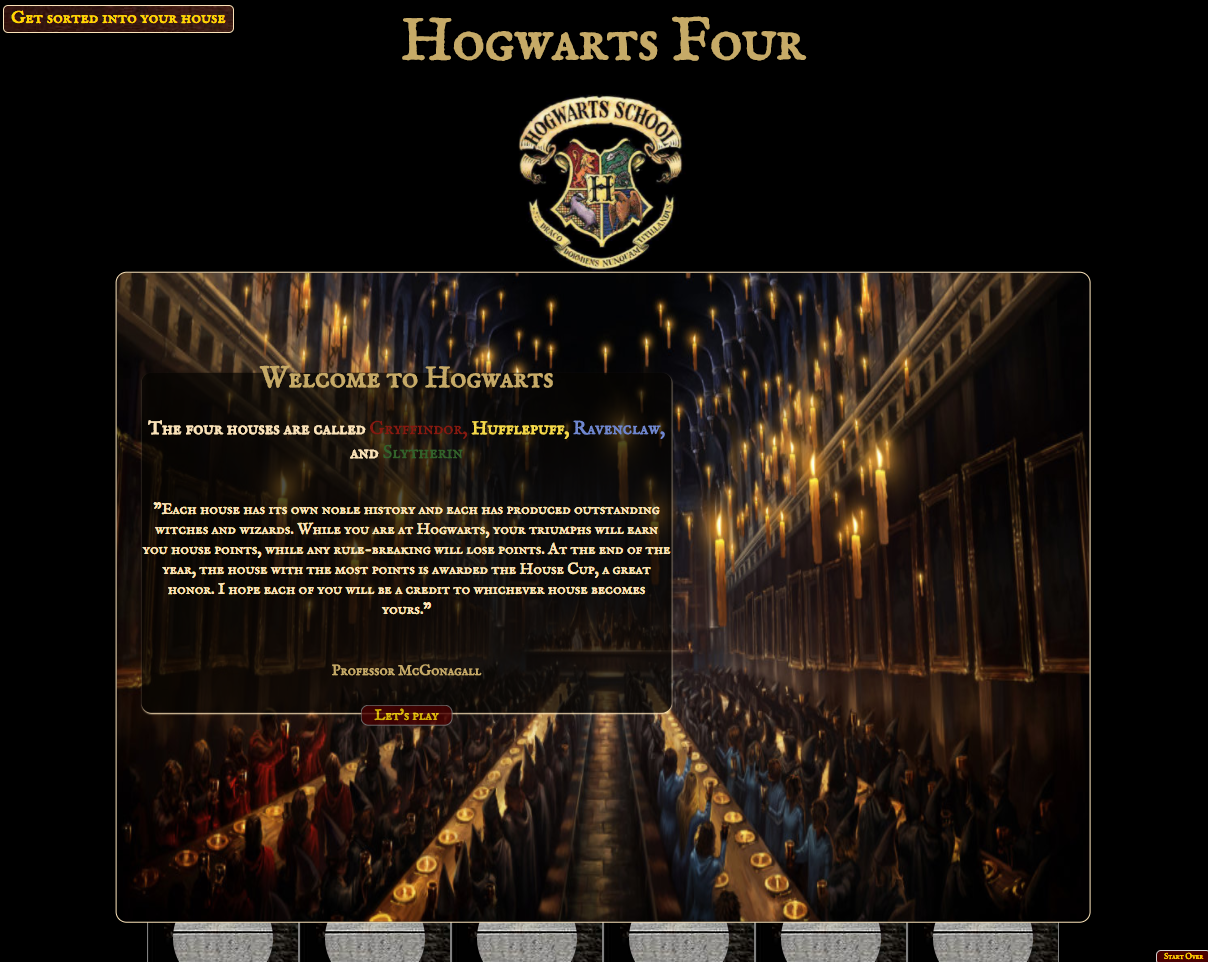 Get sorted into your house
Hogwarts Four
HOGWARTS SCHOOL
H
DRACO DORMIENS NUNQUAM TITILLANDUS
Welcome to Hogwarts
The four houses are called Gryffindor, Hufflepuff, Ravenclaw,
and Slytherin
"Each house has its own noble history and each has produced outstanding
witches and wizards. While you are at Hogwarts, your triumphs will earn
you house points, while any rule-breaking will lose points. At the end of the
year, the house with the most points is awarded the House Cup, a great
honor. I hope each of you will be a credit to whichever house becomes
yours."
Professor McGonagall
Let's play
Start Over